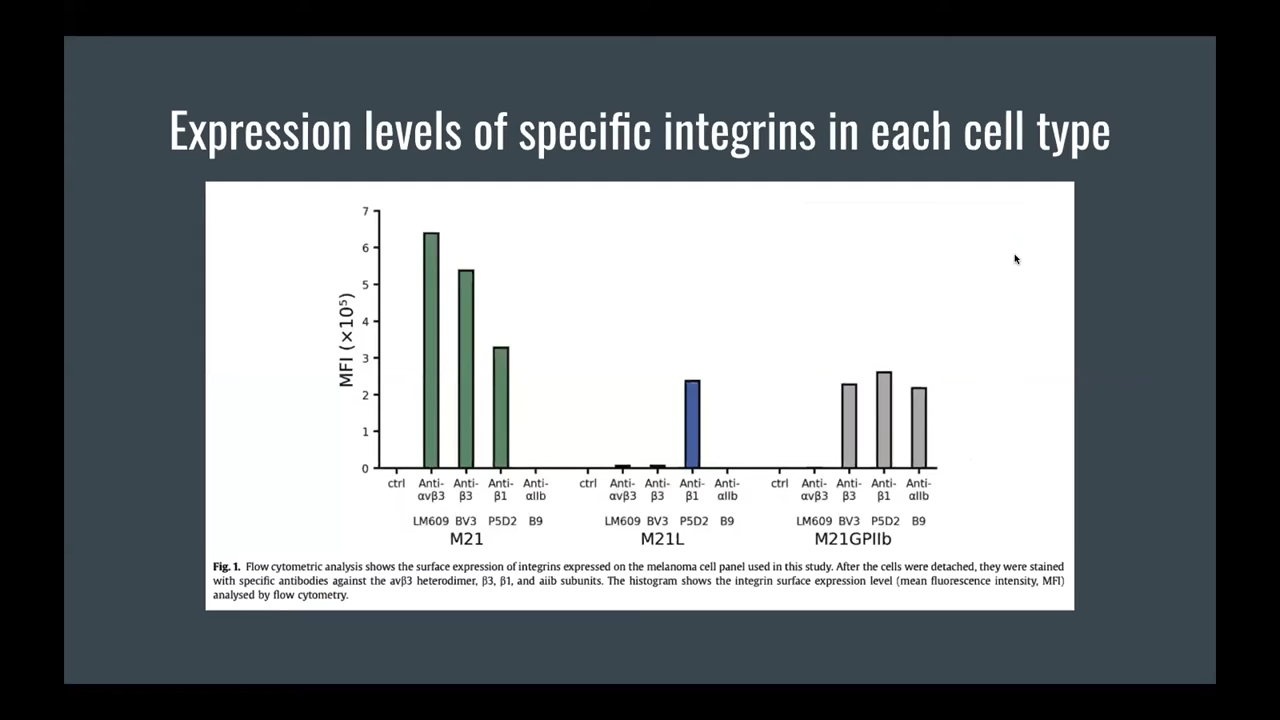 Expression levels of specific integrins in each cell type
7
6
5
4
3
2
1
0
MFI (×10⁵)
ctrl Anti- Anti- Anti- Anti- ctrl Anti- Anti- Anti- Anti- ctrl Anti- Anti- Anti- Anti-
αvβ3 β3 β1 αIIb αvβ3 β3 β1 αIIb αvβ3 β3 β1 αIIb
LM609 BV3 P5D2 B9 LM609 BV3 P5D2 B9 LM609 BV3 P5D2 B9
M21 M21L M21GPIIb
Fig. 1. Flow cytometric analysis shows the surface expression of integrins expressed on the melanoma cell panel used in this study. After the cells were detached, they were stained
with specific antibodies against the avβ3 heterodimer, β3, β1, and aiib subunits. The histogram shows the integrin surface expression level (mean fluorescence intensity, MFI)
analysed by flow cytometry.